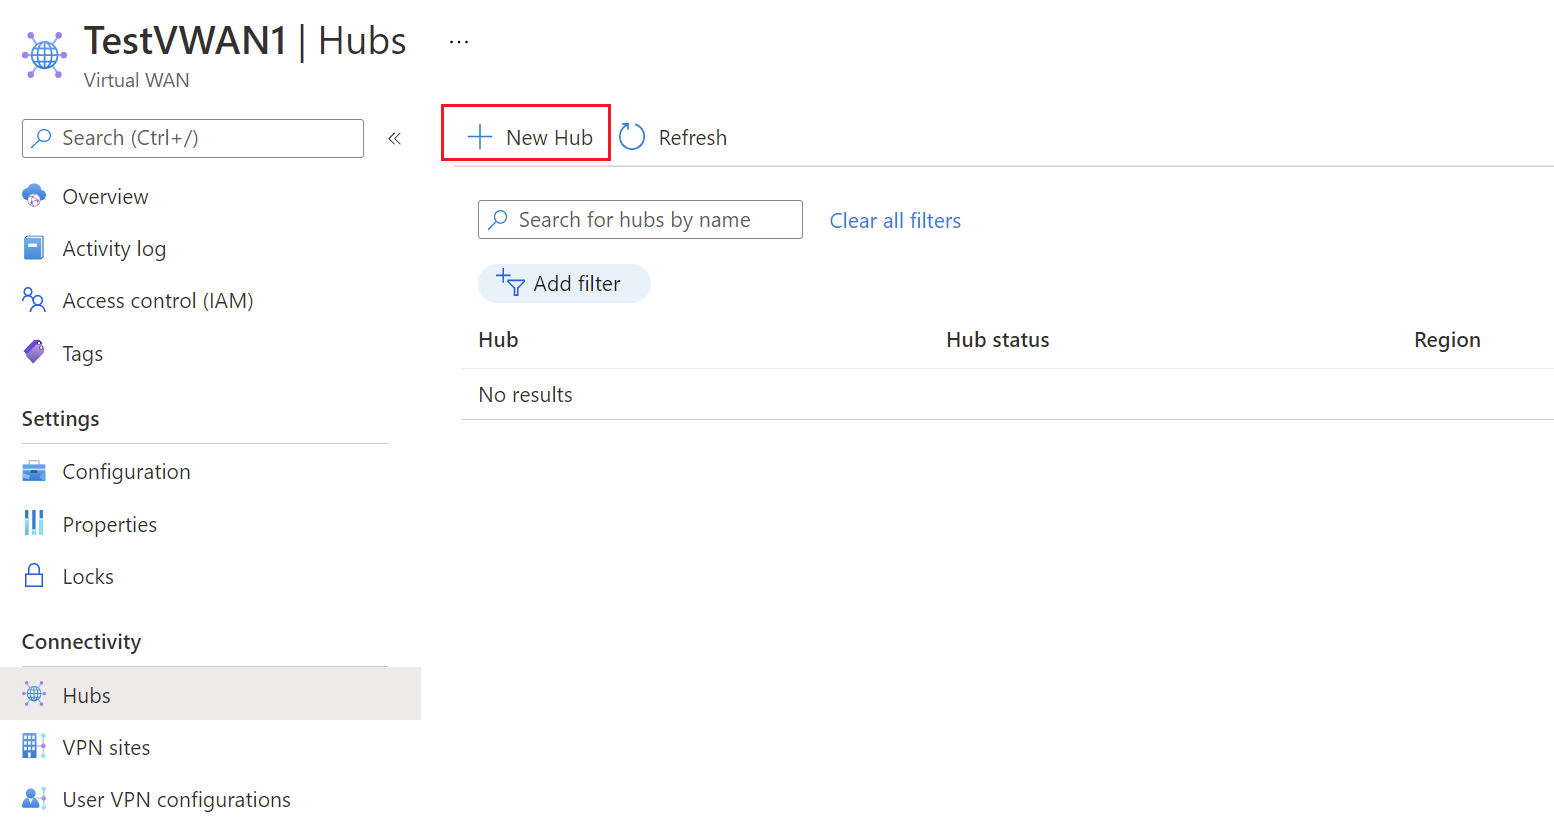 TestVWAN1 | Hubs ...
Virtual WAN
Search (Ctrl+/)
«
Overview
Activity log
Access control (IAM)
Tags
Settings
Configuration
Properties
Locks
Connectivity
Hubs
VPN sites
User VPN configurations
New Hub
Refresh
Search for hubs by name
Clear all filters
Add filter
Hub Hub status Region
No results